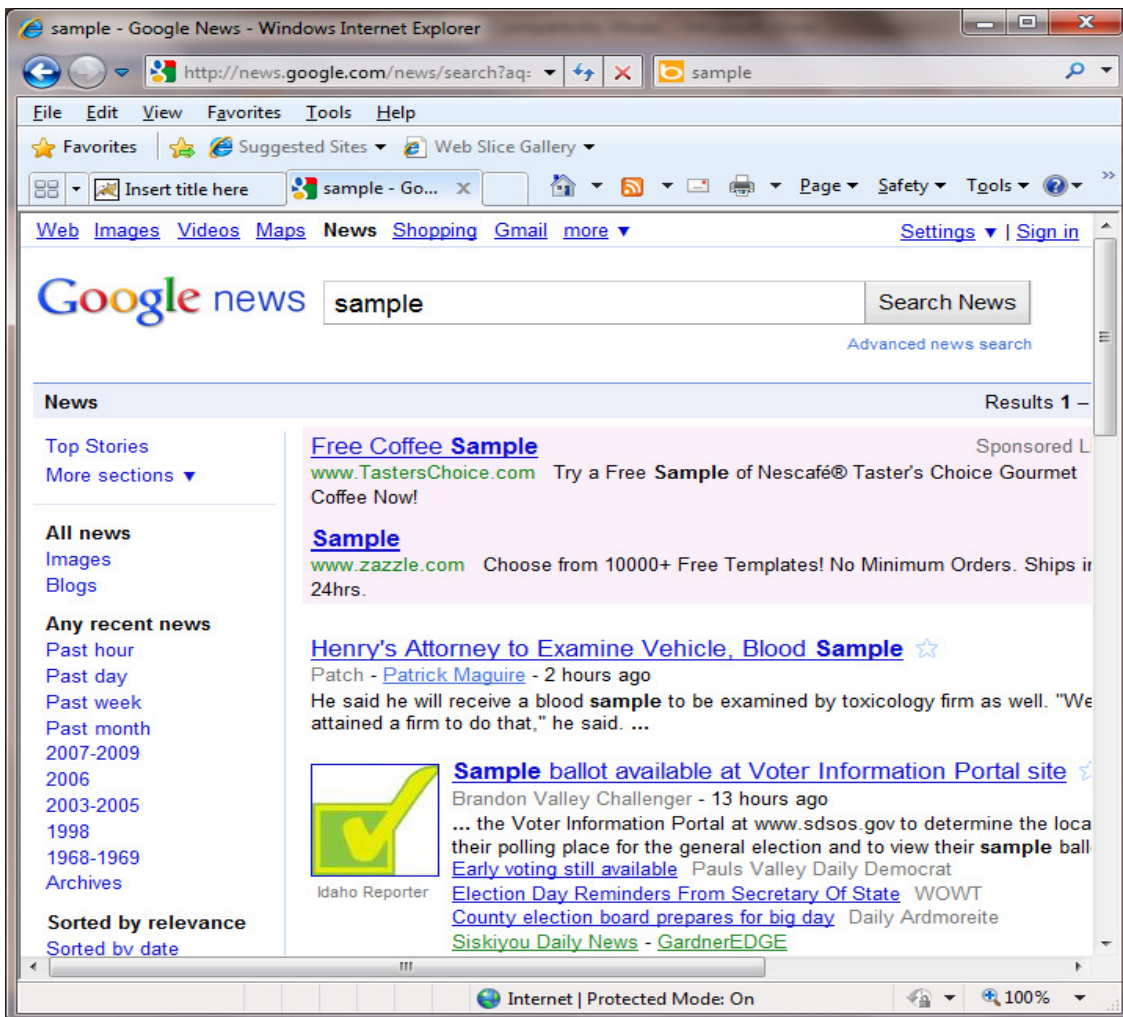 sample - Google News - Windows Internet Explorer
http://news.google.com/news/search?aq= sample
File Edit View Favorites Tools Help
Favorites Suggested Sites ▼ Web Slice Gallery ▼
Insert title here sample - Go... x Page ▼ Safety ▼ Tools ▼ »
Web Images Videos Maps News Shopping Gmail more ▼ Settings ▼ | Sign in
Google news sample Search News
Advanced news search
News Results 1 –
Top Stories
More sections ▼
All news
Images
Blogs
Any recent news
Past hour
Past day
Past week
Past month
2007-2009
2006
2003-2005
1998
1968-1969
Archives
Sorted by relevance
Sorted by date
Free Coffee Sample Sponsored L
www.TastersChoice.com Try a Free Sample of Nescafé® Taster's Choice Gourmet
Coffee Now!
Sample
www.zazzle.com Choose from 10000+ Free Templates! No Minimum Orders. Ships in
24hrs.
Henry's Attorney to Examine Vehicle, Blood Sample
Patch - Patrick Maguire - 2 hours ago
He said he will receive a blood sample to be examined by toxicology firm as well. "We
attained a firm to do that," he said. ...
Idaho Reporter
Sample ballot available at Voter Information Portal site
Brandon Valley Challenger - 13 hours ago
... the Voter Information Portal at www.sdsos.gov to determine the loca
their polling place for the general election and to view their sample ball
Early voting still available Pauls Valley Daily Democrat
Election Day Reminders From Secretary Of State WOWT
County election board prepares for big day Daily Ardmoreite
Siskiyou Daily News - GardnerEDGE
Internet | Protected Mode: On 100%